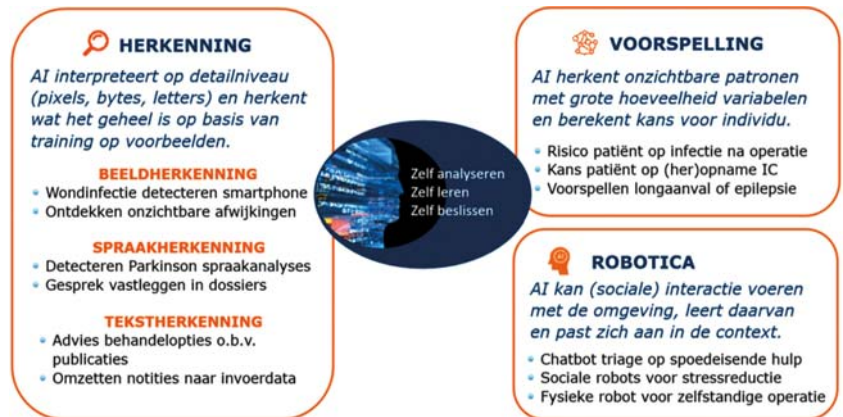 HERKENNING
AI interpreteert op detailniveau
(pixels, bytes, letters) en herkent
wat het geheel is op basis van
training op voorbeelden.
BEELDHERKENNING
• Wondinfectie detecteren smartphone
• Ontdekken onzichtbare afwijkingen
SPRAAKHERKENNING
• Detecteren Parkinson spraakanalyses
• Gesprek vastleggen in dossiers
TEKSTHERKENNING
• Advies behandelopties o.b.v.
publicaties
• Omzetten notities naar invoerdata
Zelf analyseren
Zelf leren
Zelf beslissen
VOORSPELLING
AI herkent onzichtbare patronen
met grote hoeveelheid variabelen
en berekent kans voor individu.
• Risico patiënt op infectie na operatie
• Kans patiënt op (her)opname IC
• Voorspellen longaanval of epilepsie
AI
ROBOTICA
AI kan (sociale) interactie voeren
met de omgeving, leert daarvan
en past zich aan in de context.
• Chatbot triage op spoedeisende hulp
• Sociale robots voor stressreductie
• Fysieke robot voor zelfstandige operatie